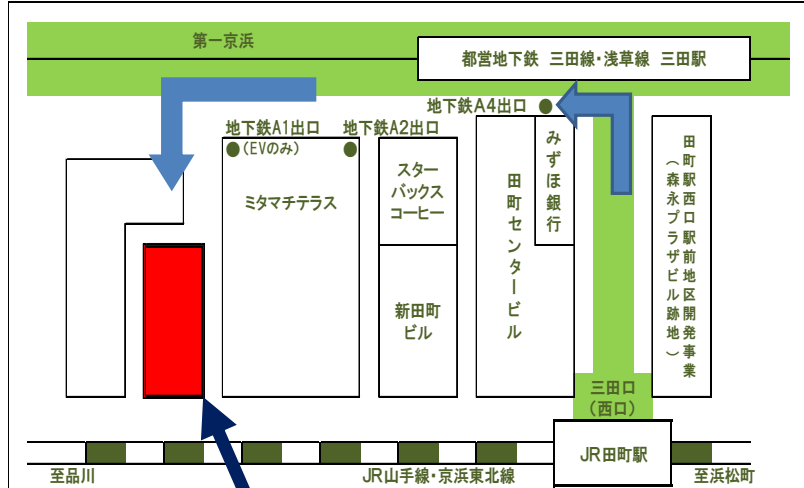 第一京浜
都営地下鉄 三田線・浅草線 三田駅
地下鉄A4出口
地下鉄A1出口
(EVのみ)
地下鉄A2出口
ミタマチテラス
スター
バックス
コーヒー
新田町
ビル
田町センタービル
みずほ銀行
田町駅西口駅前地区開発事業
（森永プラザビル跡地）
三田口
（西口）
JR田町駅
至品川
JR山手線・京浜東北線
至浜松町